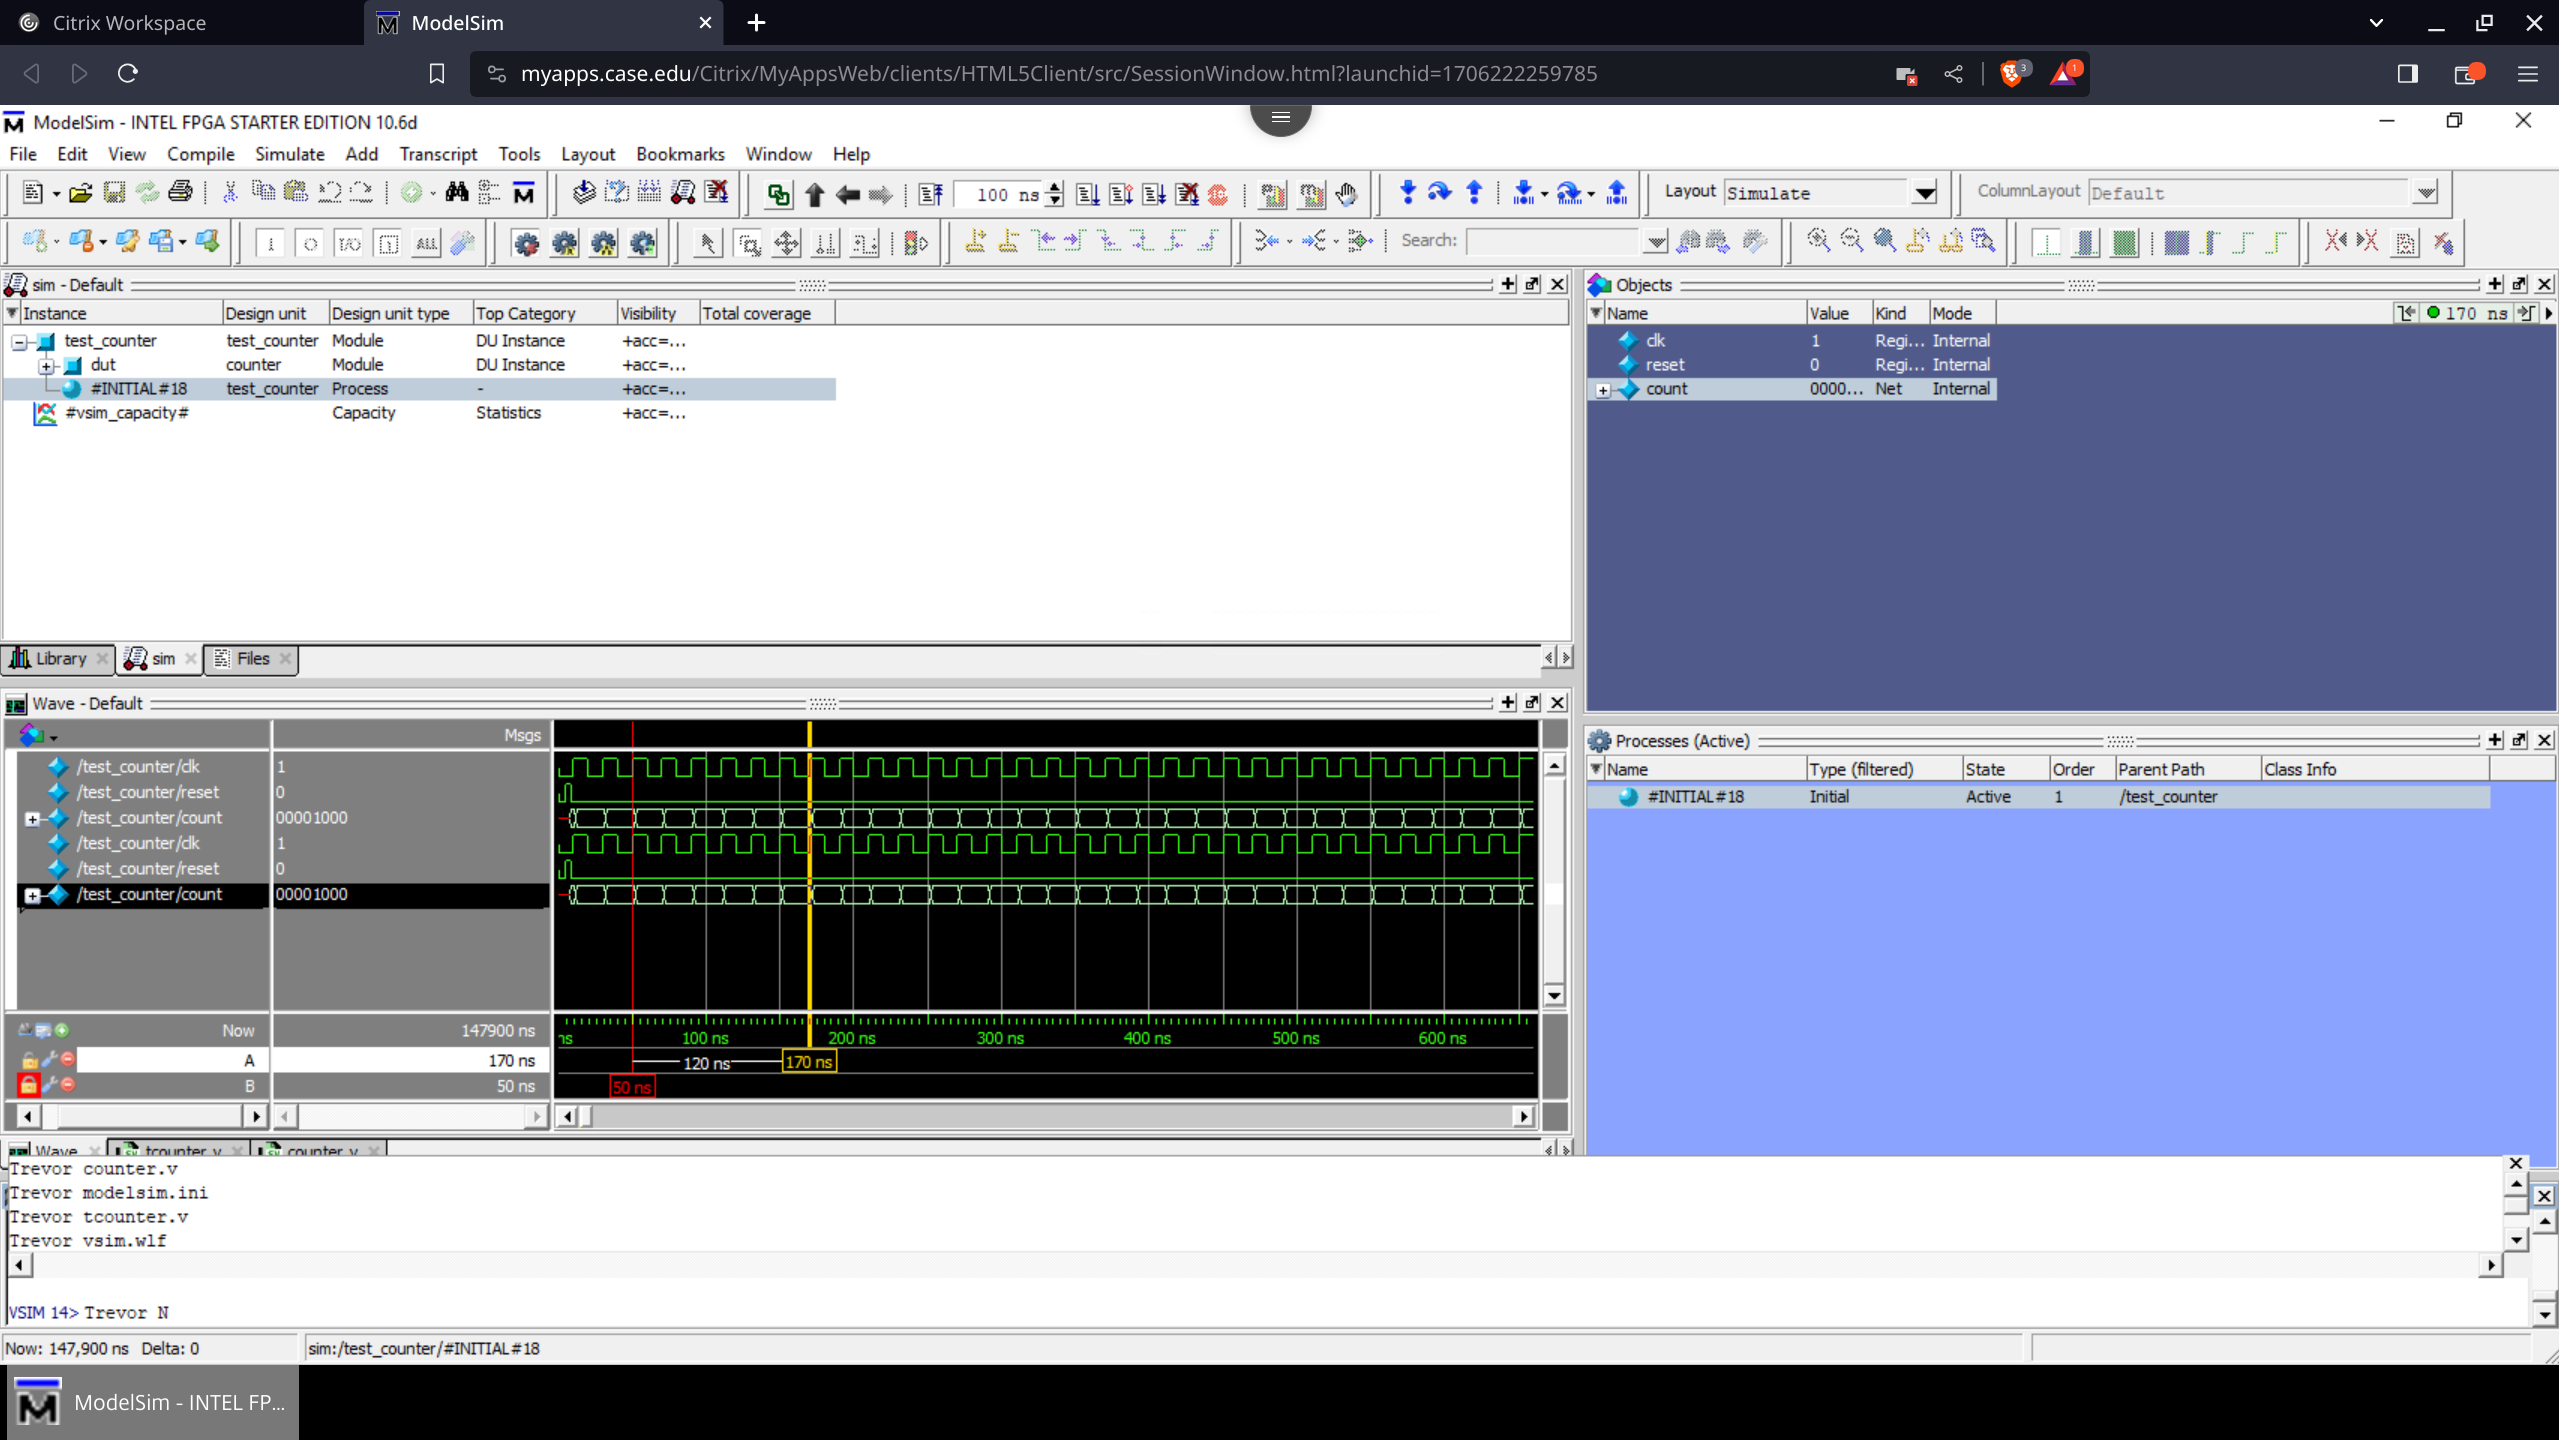 Citrix Workspace
ModelSim
myapps.case.edu/Citrix/MyAppsWeb/clients/HTML5Client/src/SessionWindow.html?launchid=1706222259785
3
1
ModelSim - INTEL FPGA STARTER EDITION 10.6d
File Edit View Compile Simulate Add Transcript Tools Layout Bookmarks Window Help
100 ns
Layout Simulate
ColumnLayout Default
ALL
Search:
sim - Default
Instance Design unit Design unit type Top Category Visibility Total coverage
test_counter test_counter Module DU Instance +acc=...
dut counter Module DU Instance +acc=...
#INITIAL#18 test_counter Process - +acc=...
#vsim_capacity# Capacity Statistics +acc=...
Library sim Files
Objects
Name Value Kind Mode 170 ns
clk 1 Regi... Internal
reset 0 Regi... Internal
count 0000... Net Internal
Wave - Default
Msgs
/test_counter/clk 1
/test_counter/reset 0
/test_counter/count 00001000
/test_counter/clk 1
/test_counter/reset 0
/test_counter/count 00001000
Now 147900 ns
ns 100 ns 200 ns 300 ns 400 ns 500 ns 600 ns
A 170 ns
120 ns 170 ns
B 50 ns
50 ns
Processes (Active)
Name Type (filtered) State Order Parent Path Class Info
#INITIAL#18 Initial Active 1 /test_counter
Wave tcounter.v counter.v
Trevor counter.v
Trevor modelsim.ini
Trevor tcounter.v
Trevor vsim.wlf
VSIM 14> Trevor N
Now: 147,900 ns Delta: 0
sim:/test_counter/#INITIAL#18
ModelSim - INTEL FP...